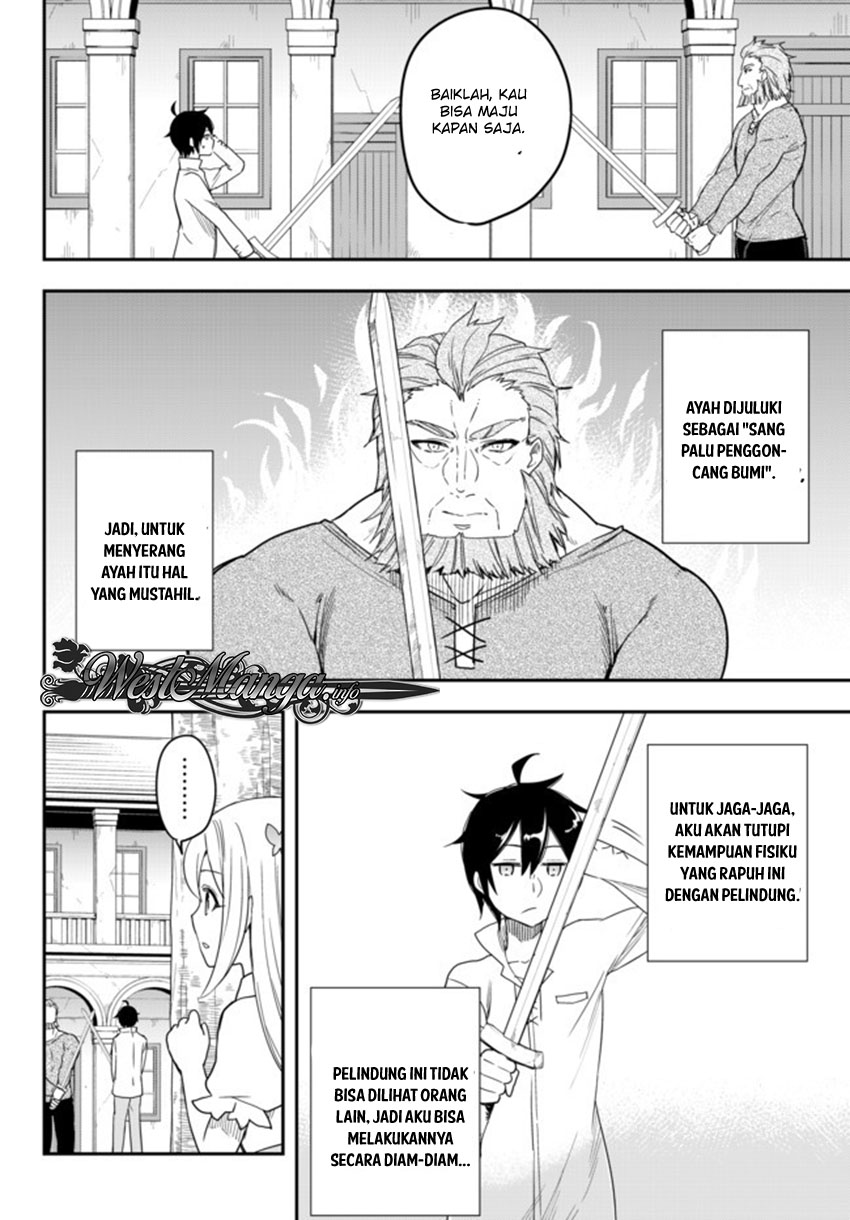 BAIKLAH, KAU
BISA MAJU
KAPAN SAJA.
AYAH DIJULUKI
SEBAGAI "SANG
PALU PENGGON-
CANG BUMI".
JADI, UNTUK
MENYERANG
AYAH ITU HAL
YANG MUSTAHIL.
WestManga.info
UNTUK JAGA-JAGA,
AKU AKAN TUTUPI
KEMAMPUAN FISIKU
YANG RAPUH INI
DENGAN PELINDUNG.
........
PELINDUNG INI TIDAK
BISA DILIHAT ORANG
LAIN, JADI AKU BISA
MELAKUKANNYA
SECARA DIAM-DIAM...